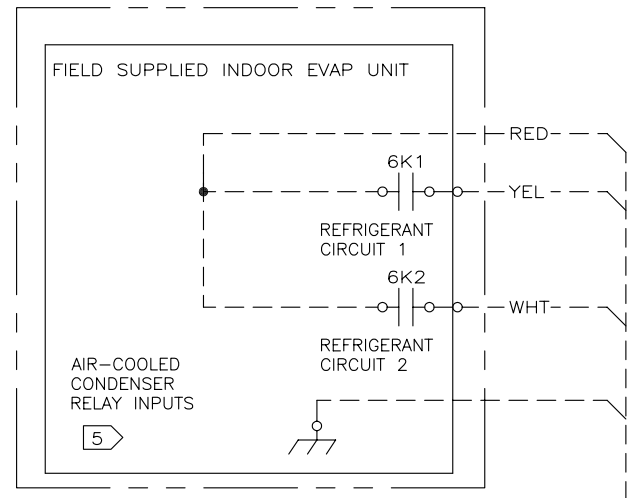 FIELD SUPPLIED INDOOR EVAP UNIT
RED
6K1
YEL
REFRIGERANT
CIRCUIT 1
6K2
WHT
REFRIGERANT
CIRCUIT 2
AIR-COOLED
CONDENSER
RELAY INPUTS
5